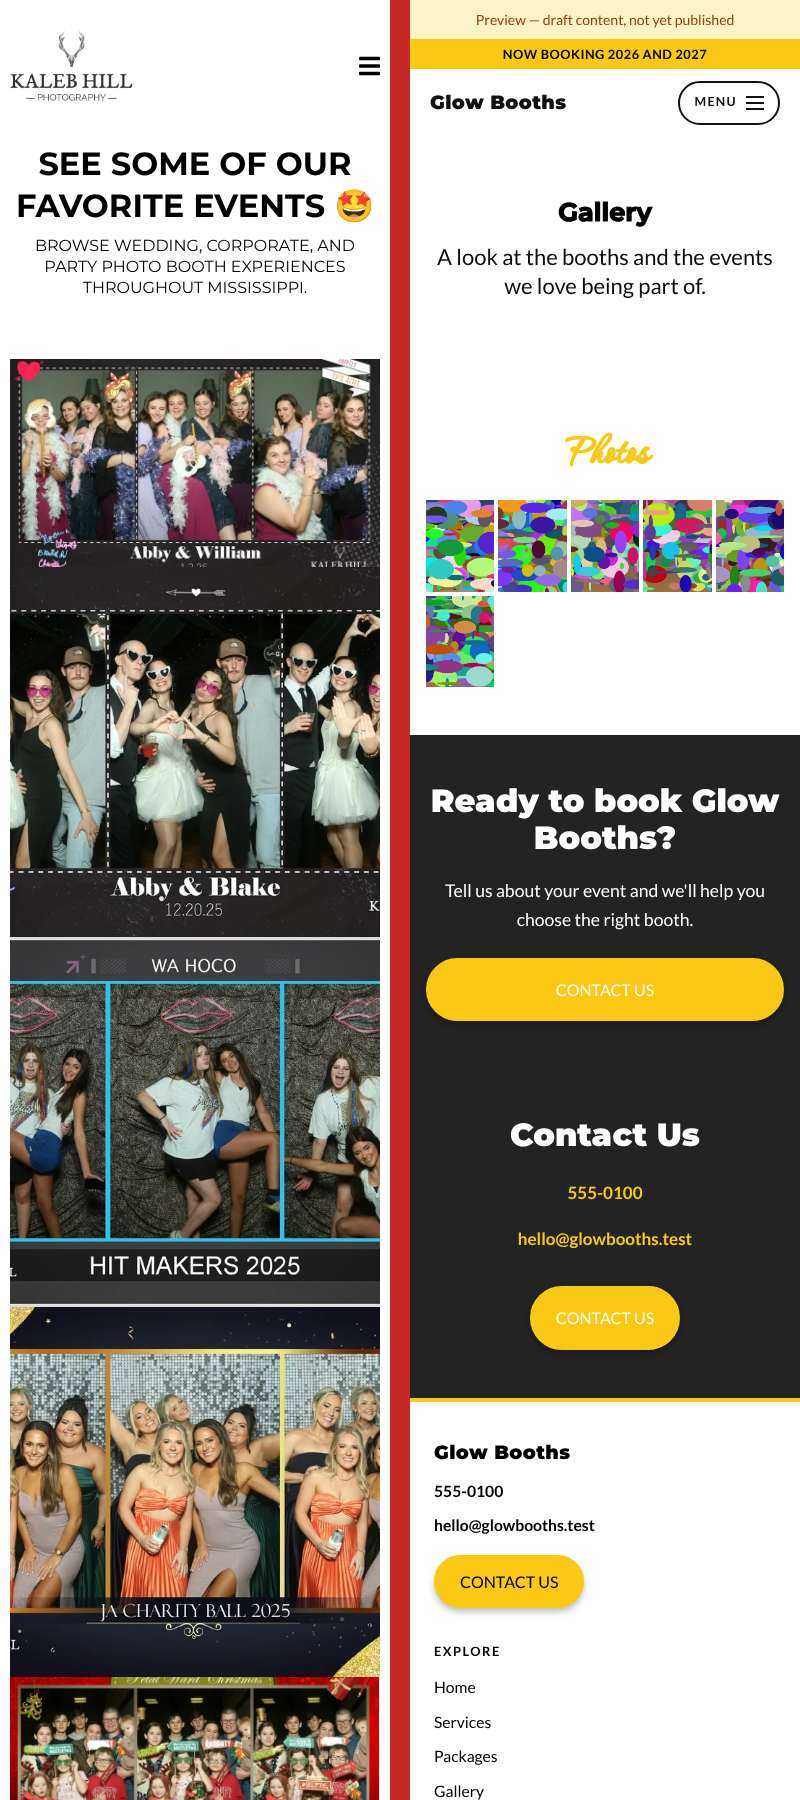 KALEB HILL
PHOTOGRAPHY
SEE SOME OF OUR
FAVORITE EVENTS 🤩
BROWSE WEDDING, CORPORATE, AND
PARTY PHOTO BOOTH EXPERIENCES
THROUGHOUT MISSISSIPPI.
Abby & William
KALEB HILL
Abby & Blake
12.20.25
K
WA HOCO
L
HIT MAKERS 2025
JA CHARITY BALL 2025
L
Preview — draft content, not yet published
NOW BOOKING 2026 AND 2027
Glow Booths
MENU
Gallery
A look at the booths and the events
we love being part of.
Photos
Ready to book Glow
Booths?
Tell us about your event and we'll help you
choose the right booth.
CONTACT US
Contact Us
555-0100
hello@glowbooths.test
CONTACT US
Glow Booths
555-0100
hello@glowbooths.test
CONTACT US
EXPLORE
Home
Services
Packages
Gallery